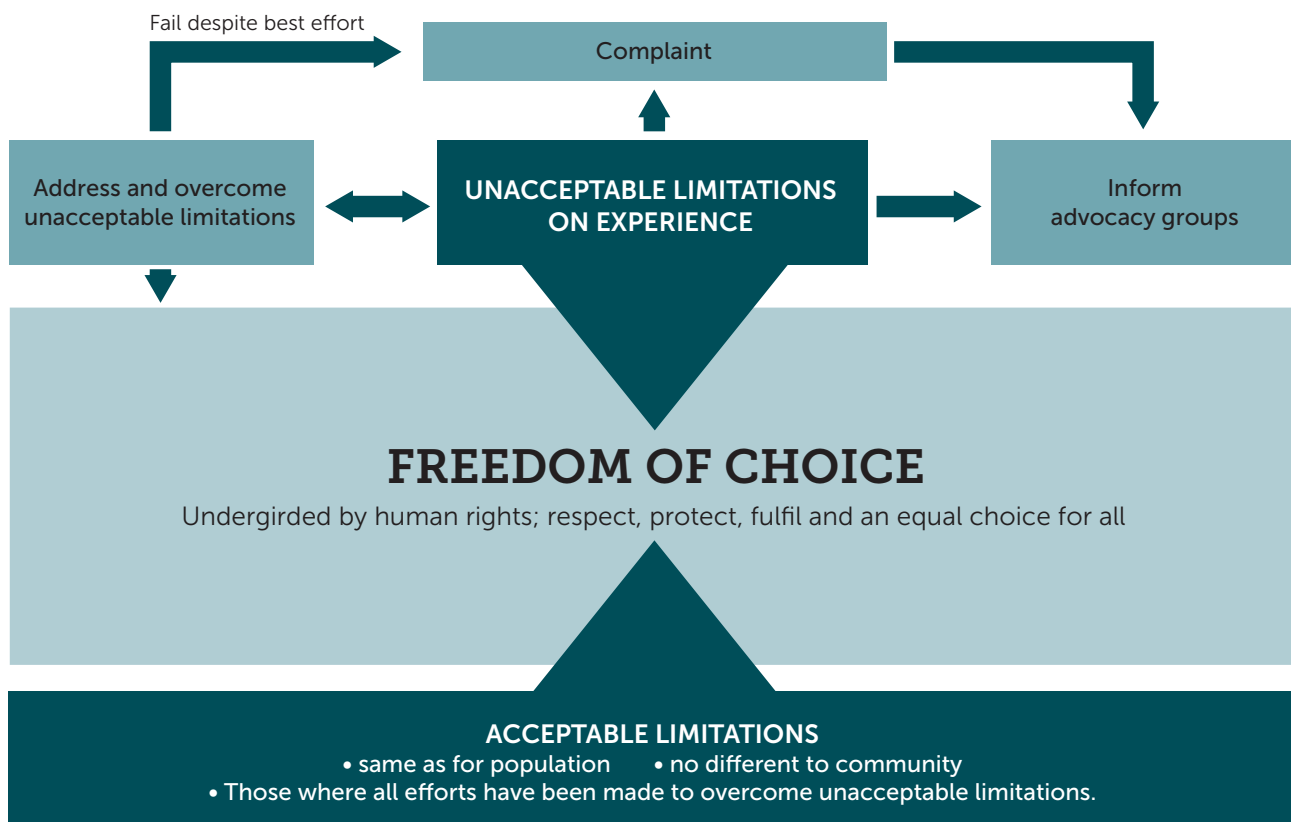 Fail despite best effort
Complaint
Address and overcome
unacceptable limitations
UNACCEPTABLE LIMITATIONS
ON EXPERIENCE
Inform
advocacy groups
FREEDOM OF CHOICE
Undergirded by human rights; respect, protect, fulfil and an equal choice for all
ACCEPTABLE LIMITATIONS
• same as for population • no different to community
• Those where all efforts have been made to overcome unacceptable limitations.